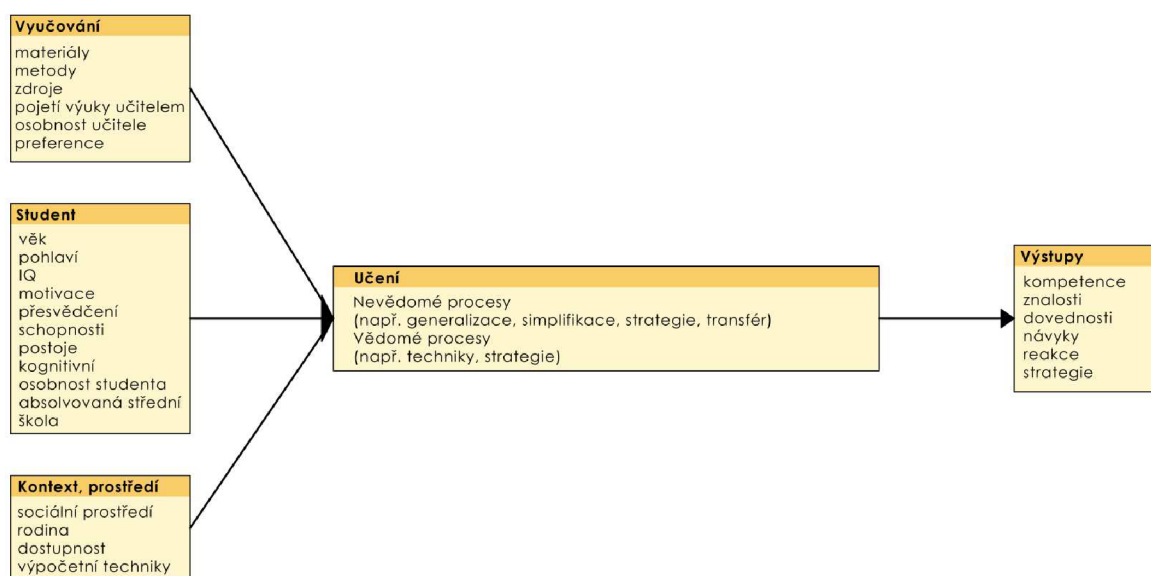 Vyučování
materiály
metody
zdroje
pojetí výuky učitelem
osobnost učitele
preference
Student
věk
pohlaví
IQ
motivace
přesvědčení
schopnosti
postoje
kognitivní
osobnost studenta
absolvovaná střední
škola
Kontext, prostředí
sociální prostředí
rodina
dostupnost
výpočetní techniky
Učení
Nevědomé procesy
(např. generalizace, simplifikace, strategie, transfér)
Vědomé procesy
(např. techniky, strategie)
Výstupy
kompetence
znalosti
dovednosti
návyky
reakce
strategie